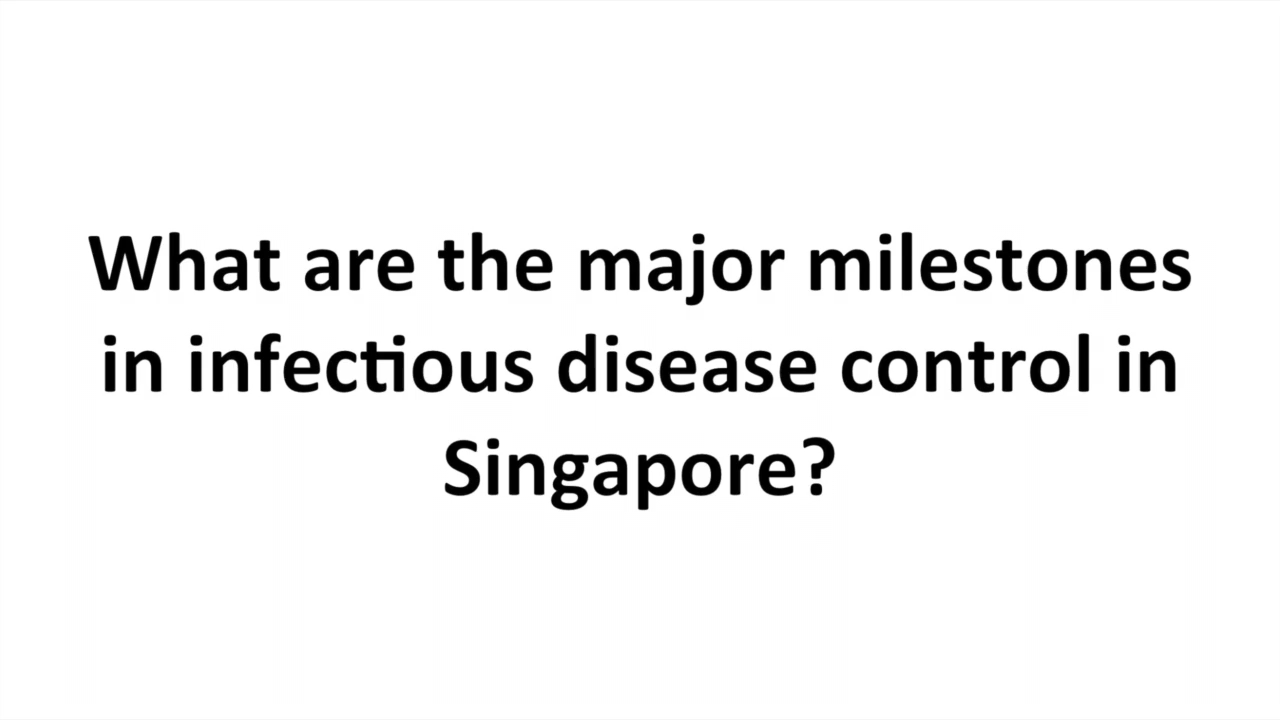 What are the major milestones
in infectious disease control in
Singapore?